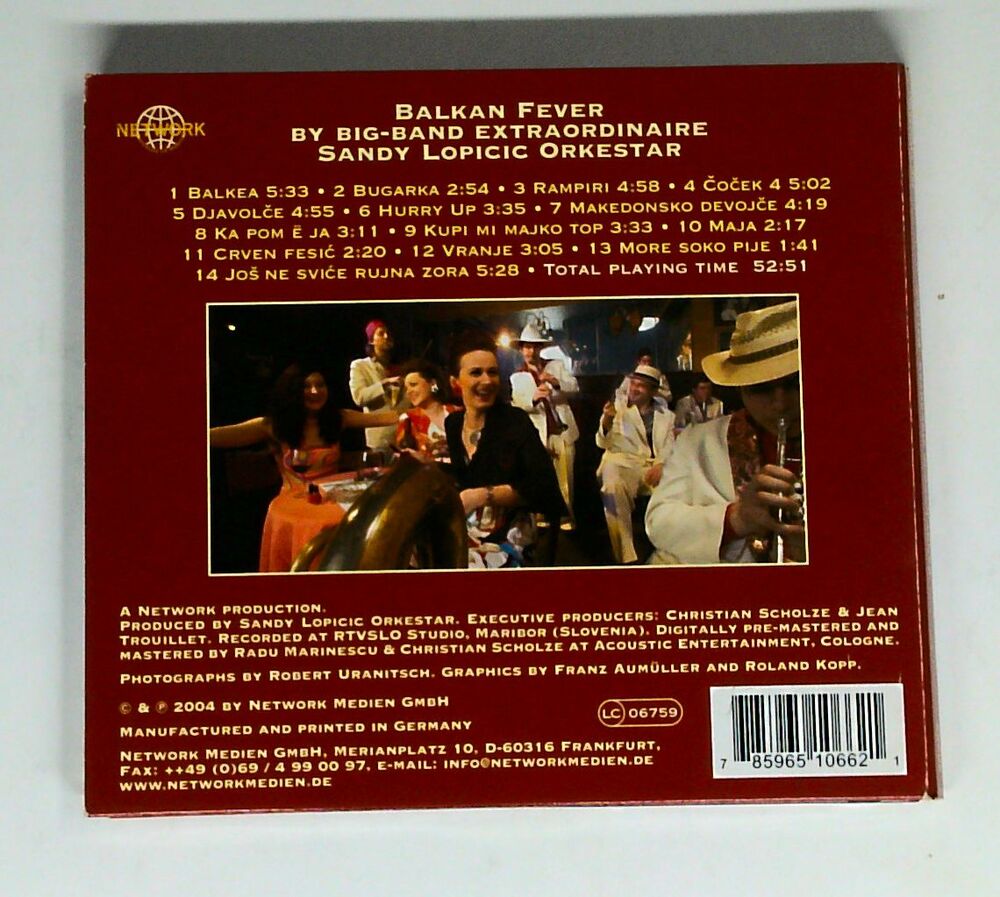 NETWORK
BALKAN FEVER
BY BIG-BAND EXTRAORDINAIRE
SANDY LOPICIC ORKESTAR
1 BALKEA 5:33 • 2 BUGARKA 2:54 • 3 RAMPIRI 4:58 • 4 ČOČEK 4 5:02
5 DJAVOLČE 4:55 • 6 HURRY UP 3:35 • 7 MAKEDONSKO DEVOJČE 4:19
8 KA POM Ë JA 3:11 • 9 KUPI MI MAJKO TOP 3:33 • 10 MAJA 2:17
11 CRVEN FESIĆ 2:20 • 12 VRANJE 3:05 • 13 MORE SOKO PIJE 1:41
14 JOŠ NE SVIĆE RUJNA ZORA 5:28 • TOTAL PLAYING TIME 52:51
A NETWORK PRODUCTION.
PRODUCED BY SANDY LOPICIC ORKESTAR. EXECUTIVE PRODUCERS: CHRISTIAN SCHOLZE & JEAN
TROUILLET. RECORDED AT RTVSLO STUDIO, MARIBOR (SLOVENIA). DIGITALLY PRE-MASTERED AND
MASTERED BY RADU MARINESCU & CHRISTIAN SCHOLZE AT ACOUSTIC ENTERTAINMENT, COLOGNE.
PHOTOGRAPHS BY ROBERT URANITSCH. GRAPHICS BY FRANZ AUMÜLLER AND ROLAND KOPP.
© & ℗ 2004 BY NETWORK MEDIEN GMBH
MANUFACTURED AND PRINTED IN GERMANY
LC 06759
NETWORK MEDIEN GMBH, MERIANPLATZ 10, D-60316 FRANKFURT,
FAX: ++49 (0)69 / 4 99 00 97, E-MAIL: INFO@NETWORKMEDIEN.DE
WWW.NETWORKMEDIEN.DE
7 85965 10662 1